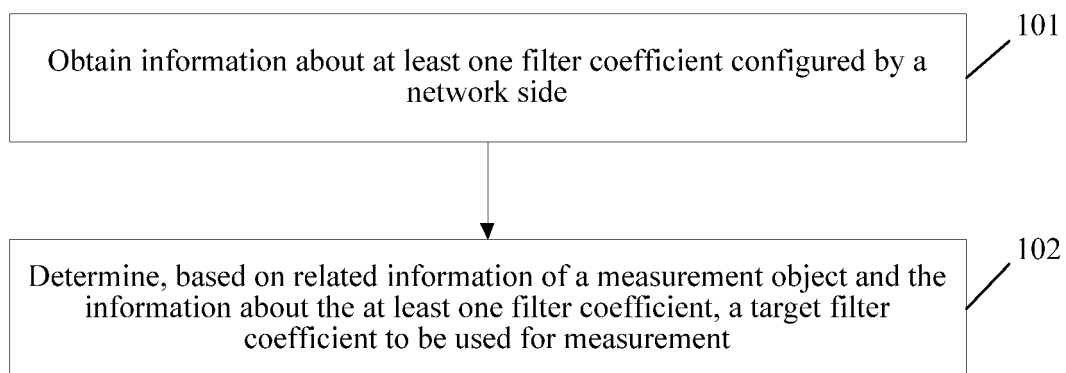 101
Obtain information about at least one filter coefficient configured by a
network side
102
Determine, based on related information of a measurement object and the
information about the at least one filter coefficient, a target filter
coefficient to be used for measurement